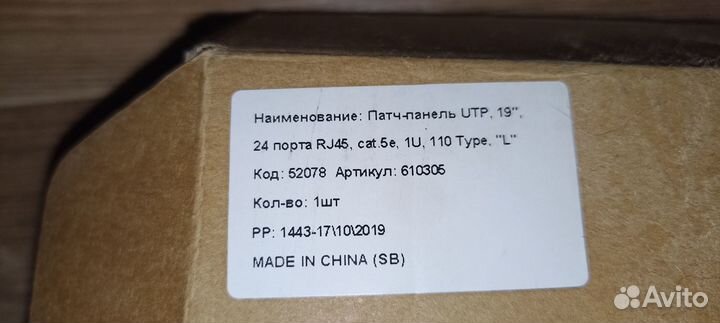 Наименование: Патч-панель UTP, 19",
24 порта RJ45, cat.5e, 1U, 110 Type, "L"
Код: 52078 Артикул: 610305
Кол-во: 1шт
PP: 1443-17\10\2019
MADE IN CHINA (SB)
Avito